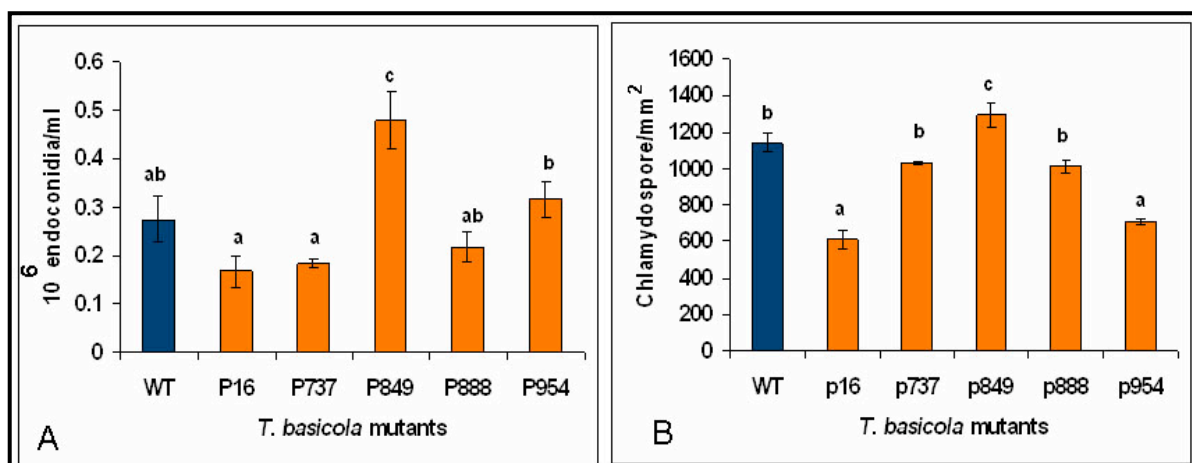 0.6
0.5
0.4
0.3
0.2
0.1
0
10 6 endoconidia/ml
ab
a
a
c
ab
b
WT P16 P737 P849 P888 P954
T. basicola mutants
A
1600
1400
1200
1000
800
600
400
200
0
Chlamydospore/mm2
b
a
b
c
b
a
WT p16 p737 p849 p888 p954
T. basicola mutants
B